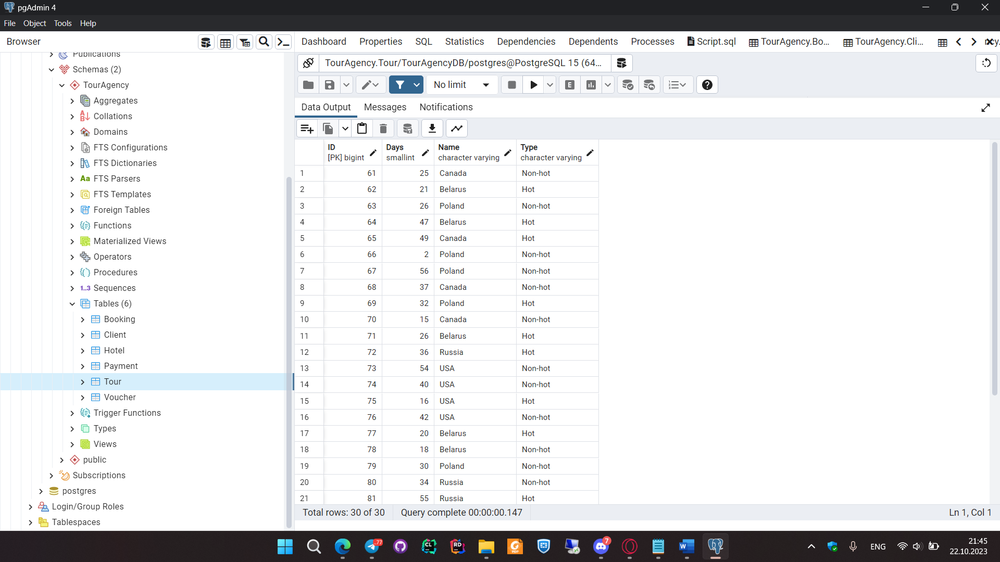 pgAdmin 4
File Object Tools Help
Browser
Dashboard Properties SQL Statistics Dependencies Dependents Processes Script.sql TourAgency.Bo... TourAgency.Cli...
TourAgency.Tour/TourAgencyDB/postgres@PostgreSQL 15 (64...
No limit
E
Data Output Messages Notifications
Publications
Schemas (2)
TourAgency
Aggregates
Collations
Domains
FTS Configurations
FTS Dictionaries
Aa FTS Parsers
FTS Templates
Foreign Tables
Functions
Materialized Views
Operators
Procedures
1..3 Sequences
Tables (6)
Booking
Client
Hotel
Payment
Tour
Voucher
Trigger Functions
Types
Views
public
Subscriptions
postgres
Login/Group Roles
Tablespaces
ID [PK] bigint Days smallint Name character varying Type character varying
1 61 25 Canada Non-hot
2 62 21 Belarus Hot
3 63 26 Poland Non-hot
4 64 47 Belarus Hot
5 65 49 Canada Hot
6 66 2 Poland Non-hot
7 67 56 Poland Non-hot
8 68 37 Canada Non-hot
9 69 32 Poland Hot
10 70 15 Canada Non-hot
11 71 26 Belarus Hot
12 72 36 Russia Hot
13 73 54 USA Non-hot
14 74 40 USA Non-hot
15 75 16 USA Hot
16 76 42 USA Non-hot
17 77 20 Belarus Hot
18 78 18 Belarus Non-hot
19 79 30 Poland Non-hot
20 80 34 Russia Non-hot
21 81 55 Russia Hot
Total rows: 30 of 30 Query complete 00:00:00.147 Ln 1, Col 1
..77 CL RD PDF 7 W ENG 21:45
22.10.2023